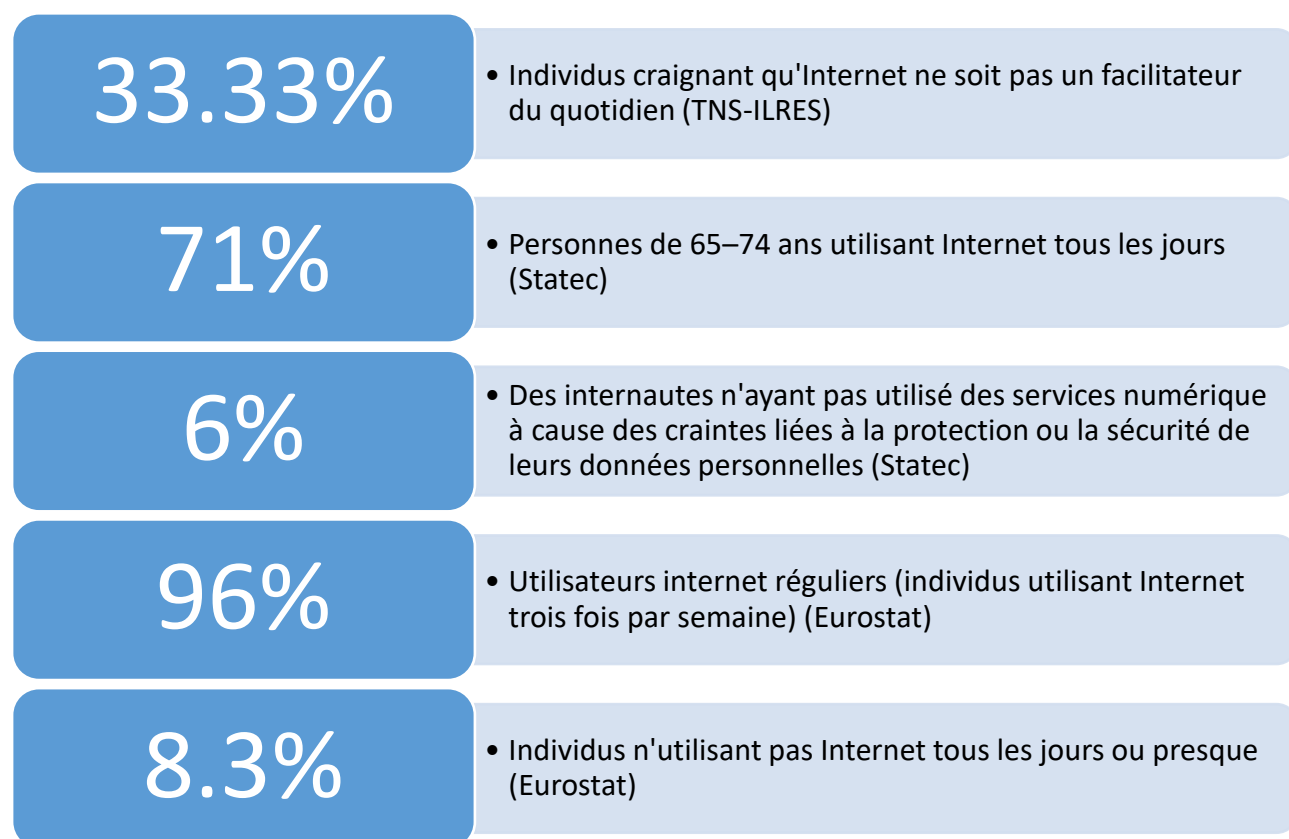 33.33%
• Individus craignant qu'Internet ne soit pas un facilitateur
du quotidien (TNS-ILRES)
71%
• Personnes de 65–74 ans utilisant Internet tous les jours
(Statec)
6%
• Des internautes n'ayant pas utilisé des services numérique
à cause des craintes liées à la protection ou la sécurité de
leurs données personnelles (Statec)
96%
• Utilisateurs internet réguliers (individus utilisant Internet
trois fois par semaine) (Eurostat)
8.3%
• Individus n'utilisant pas Internet tous les jours ou presque
(Eurostat)